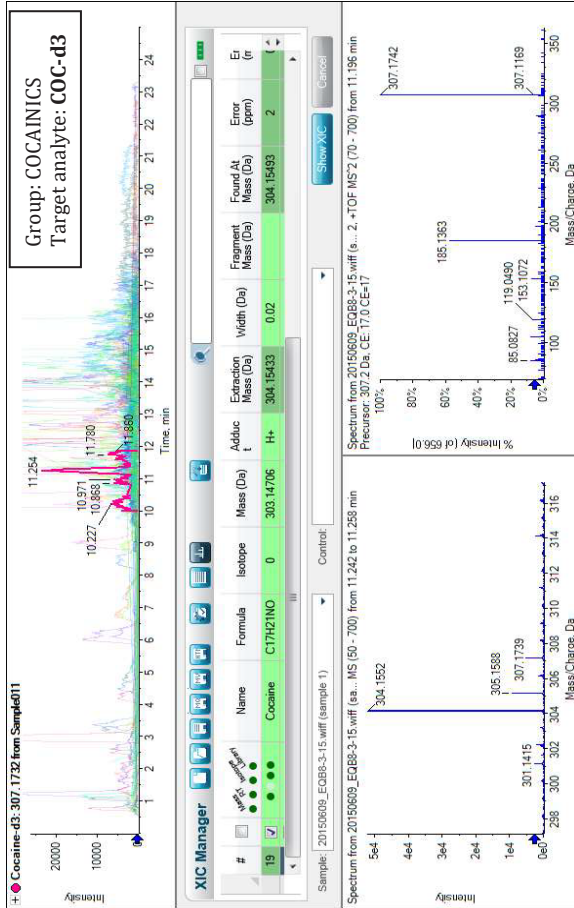 Cocaine-d3: 307.1732 from Sample011
Group: COCAINICS
Target analyte: COC-d3
Intensity
20000
10000
0
11.254
10.971
10.868
10.227
11.780
11.860
1 2 3 4 5 6 7 8 9 10 11 12 13 14 15 16 17 18 19 20 21 22 23 24
Time, min
XIC Manager
# Mass RT Isotope Library Name Formula Isotope Mass (Da) Adduct Extraction Mass (Da) Width (Da) Fragment Mass (Da) Found At Mass (Da) Error (ppm)
19 Cocaine C17H21NO 0 303.14706 H+ 304.15433 0.02 304.15493 2
Sample: 20150609_EQB8-3-15.wiff (sample 1) Control: Show XIC Cancel
Spectrum from 20150609_EQB8-3-15.wiff (sa... MS (50 - 700) from 11.242 to 11.258 min
Intensity
5e4
4e4
3e4
2e4
1e4
0e0
304.1552
305.1588
307.1739
301.1415
298 300 302 304 306 308 310 312 314 316
Mass/Charge, Da
Spectrum from 20150609_EQB8-3-15.wiff (s... 2, +TOF MS^2 (70 - 700) from 11.196 min
Precursor: 307.2 Da, CE: 17.0 CE=17
% Intensity (of 656.0)
100%
80%
60%
40%
20%
0%
307.1742
185.1363
119.0490
153.1072
85.0827
307.1169
100 150 200 250 300
Mass/Charge, Da